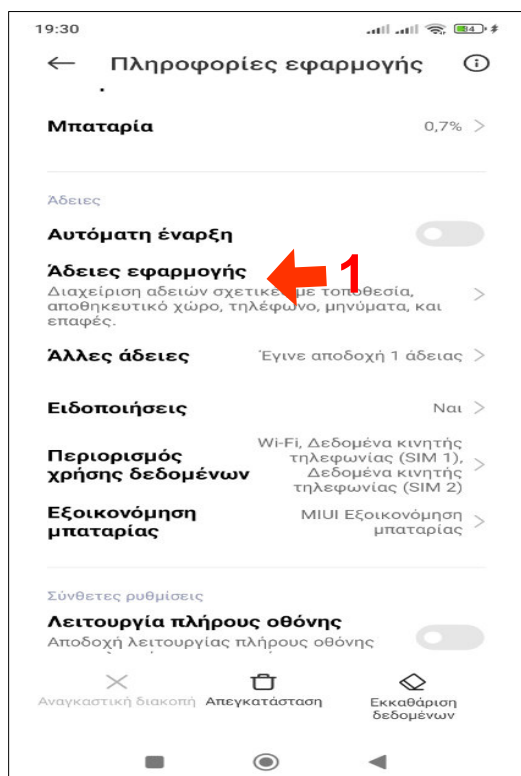 19:30
84
Πληροφορίες εφαρμογής
Μπαταρία
0,7%
Άδειες
Αυτόματη έναρξη
Άδειες εφαρμογής
1
Διαχείριση αδειών σχετικές με τοποθεσία,
αποθηκευτικό χώρο, τηλέφωνο, μηνύματα, και
επαφές.
Άλλες άδειες
Έγινε αποδοχή 1 άδειας
Ειδοποιήσεις
Ναι
Περιορισμός
χρήσης δεδομένων
Wi-Fi, Δεδομένα κινητής
τηλεφωνίας (SIM 1),
Δεδομένα κινητής
τηλεφωνίας (SIM 2)
Εξοικονόμηση
μπαταρίας
MIUI Εξοικονόμηση
μπαταρίας
Σύνθετες ρυθμίσεις
Λειτουργία πλήρους οθόνης
Αποδοχή λειτουργίας πλήρους οθόνης
Αναγκαστική διακοπή
Απεγκατάσταση
Εκκαθάριση
δεδομένων